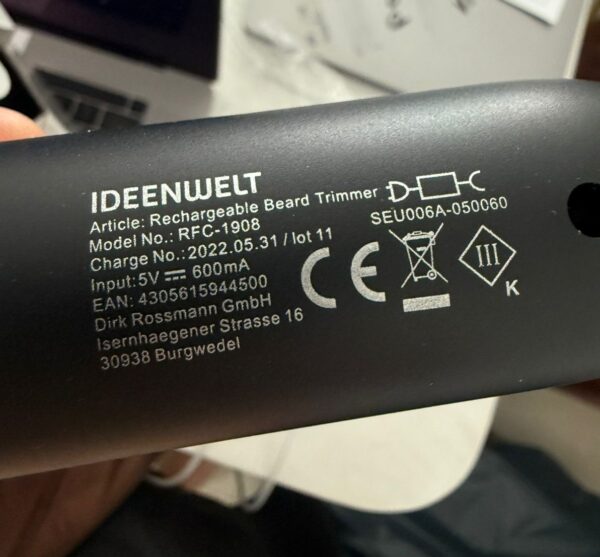 IDEENWELT
Article: Rechargeable Beard Trimmer
Model No.: RFC-1908
Charge No.: 2022.05.31 / lot 11
Input: 5V ⎓ 600mA
EAN: 4305615944500
Dirk Rossmann GmbH
Isernhaegener Strasse 16
30938 Burgwedel
SEU006A-050060
CE
III
K